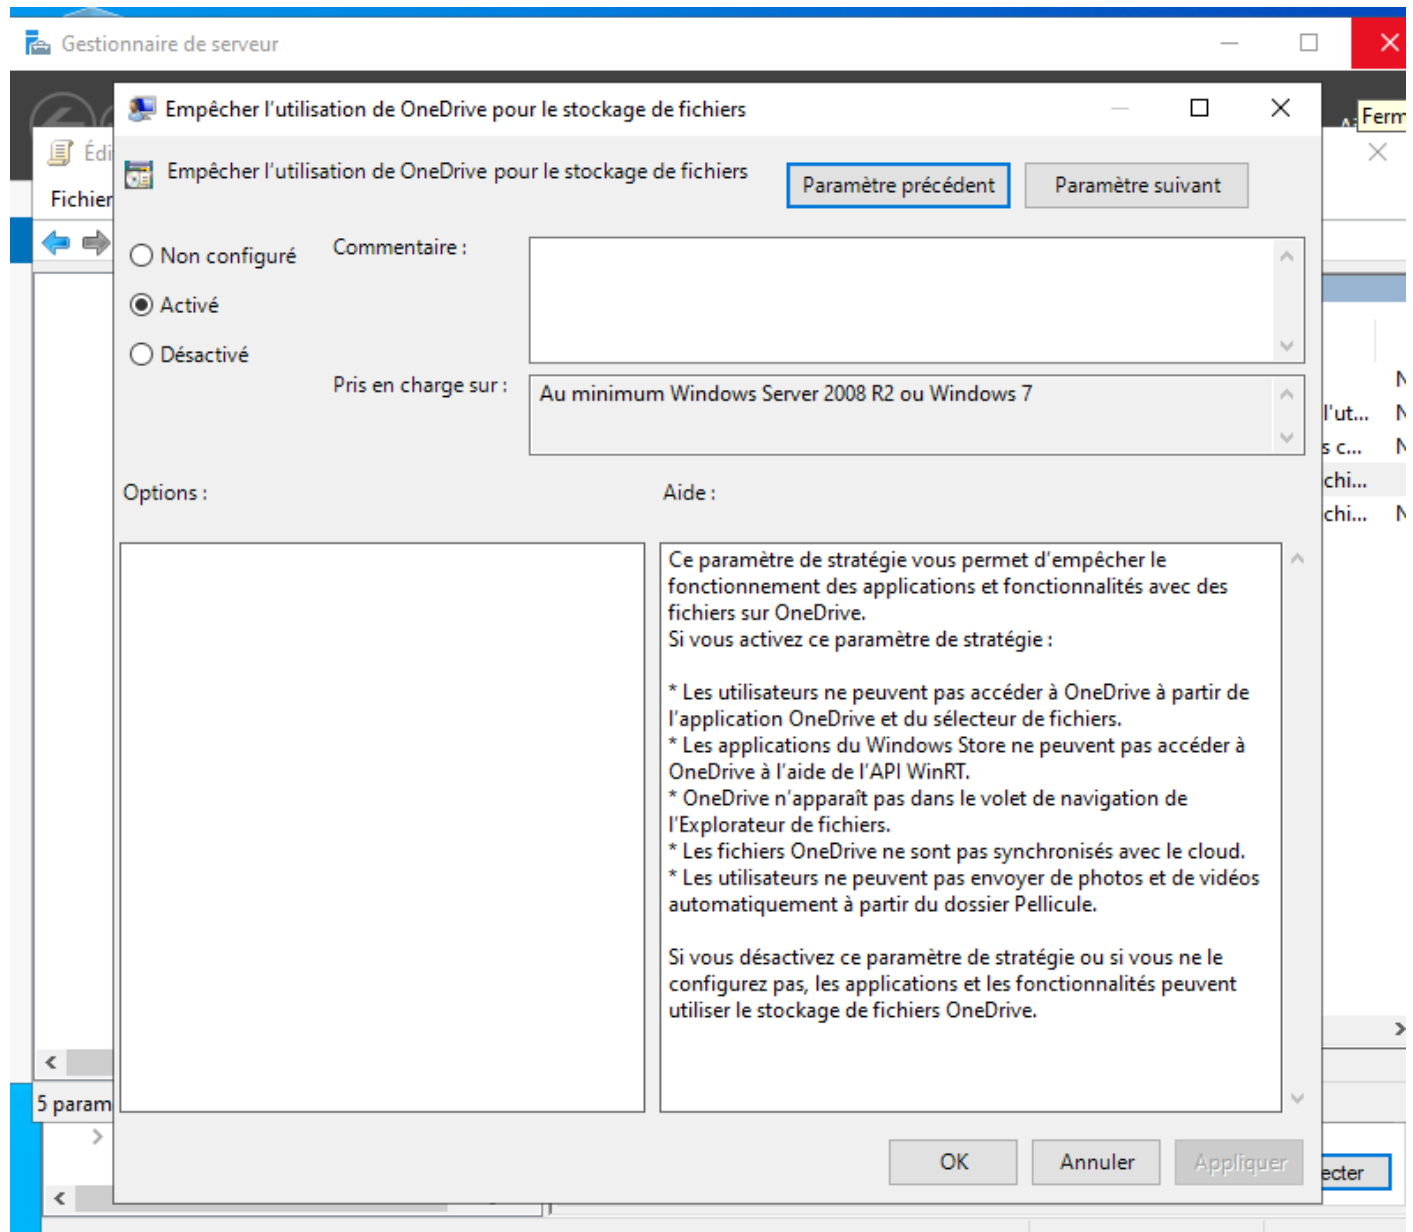 Gestionnaire de serveur
Empêcher l'utilisation de OneDrive pour le stockage de fichiers
Ferm
Édi
Empêcher l'utilisation de OneDrive pour le stockage de fichiers
Paramètre précédent
Paramètre suivant
Fichier
Non configuré
Commentaire :
Activé
Désactivé
Pris en charge sur :
Au minimum Windows Server 2008 R2 ou Windows 7
N
l'ut... N
s c... N
chi...
chi... N
Options :
Aide :
Ce paramètre de stratégie vous permet d'empêcher le
fonctionnement des applications et fonctionnalités avec des
fichiers sur OneDrive.
Si vous activez ce paramètre de stratégie :
* Les utilisateurs ne peuvent pas accéder à OneDrive à partir de
l'application OneDrive et du sélecteur de fichiers.
* Les applications du Windows Store ne peuvent pas accéder à
OneDrive à l'aide de l'API WinRT.
* OneDrive n'apparaît pas dans le volet de navigation de
l'Explorateur de fichiers.
* Les fichiers OneDrive ne sont pas synchronisés avec le cloud.
* Les utilisateurs ne peuvent pas envoyer de photos et de vidéos
automatiquement à partir du dossier Pellicule.
Si vous désactivez ce paramètre de stratégie ou si vous ne le
configurez pas, les applications et les fonctionnalités peuvent
utiliser le stockage de fichiers OneDrive.
5 param
OK
Annuler
Appliquer
ecter